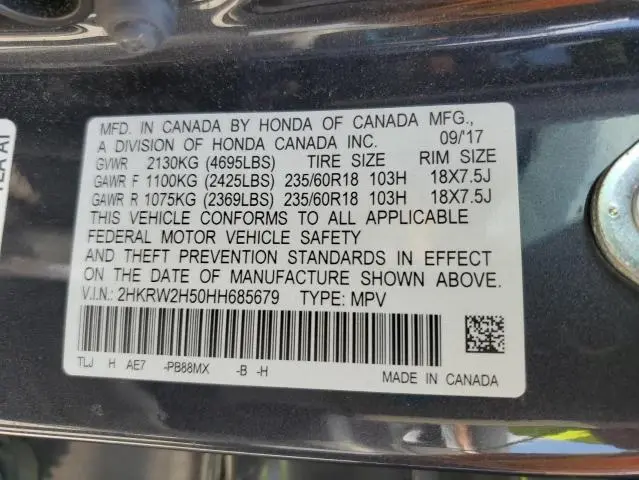 MFD. IN CANADA BY HONDA OF CANADA MFG.,
A DIVISION OF HONDA CANADA INC. 09/'17
GVWR 2130KG (4695LBS) TIRE SIZE RIM SIZE
GAWR F 1100KG (2425LBS) 235/60R18 103H 18X7.5J
GAWR R 1075KG (2369LBS) 235/60R18 103H 18X7.5J
THIS VEHICLE CONFORMS TO ALL APPLICABLE
FEDERAL MOTOR VEHICLE SAFETY
AND THEFT PREVENTION STANDARDS IN EFFECT
ON THE DATE OF MANUFACTURE SHOWN ABOVE.
V.I.N.: 2HKRW2H50HH685679 TYPE: MPV
TLJ H AE7 -PB88MX -B -H
MADE IN CANADA